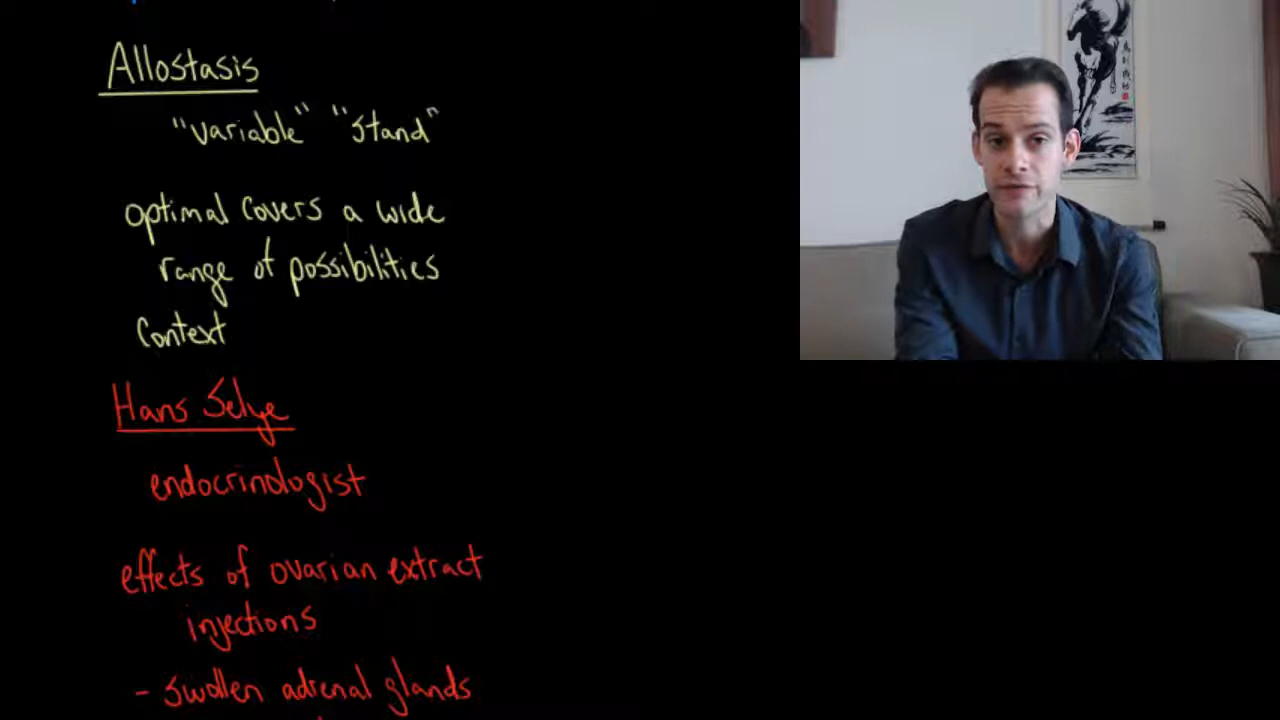 Allostasis
"variable" "stand"
optimal covers a wide
range of possibilities
Context
Hans Selye
endocrinologist
effects of ovarian extract
injections
- swollen adrenal glands